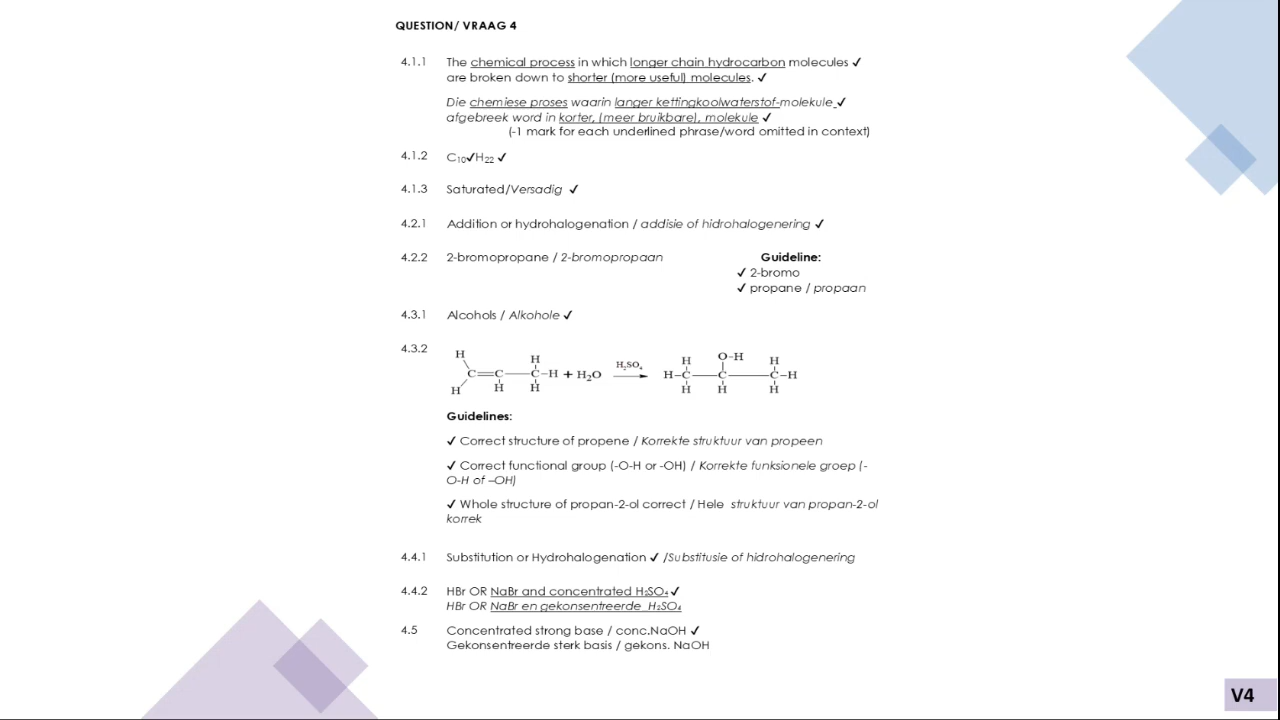 QUESTION/ VRAAG 4
4.1.1 The chemical process in which longer chain hydrocarbon molecules ✓
are broken down to shorter (more useful) molecules. ✓
Die chemiese proses waarin langer kettingkoolwaterstof-molekule ✓
afgebreek word in korter, (meer bruikbare), molekule ✓
(-1 mark for each underlined phrase/word omitted in context)
4.1.2 C₁₀✓H₂₂ ✓
4.1.3 Saturated/Versadig ✓
4.2.1 Addition or hydrohalogenation / addisie of hidrohalogenering ✓
4.2.2 2-bromopropane / 2-bromopropaan Guideline:
✓ 2-bromo
✓ propane / propaan
4.3.1 Alcohols / Alkohole ✓
4.3.2
H H H O-H H
H₂SO₄
C=C—C-H + H₂O H-C—C—C-H
H H H H H H
Guidelines:
✓ Correct structure of propene / Korrekte struktuur van propeen
✓ Correct functional group (-O-H or -OH) / Korrekte funksionele groep (-
O-H of –OH)
✓ Whole structure of propan-2-ol correct / Hele struktuur van propan-2-ol
korrek
4.4.1 Substitution or Hydrohalogenation ✓ /Substitusie of hidrohalogenering
4.4.2 HBr OR NaBr and concentrated H₂SO₄ ✓
HBr OR NaBr en gekonsentreerde H₂SO₄
4.5 Concentrated strong base / conc.NaOH ✓
Gekonsentreerde sterk basis / gekons. NaOH
V4